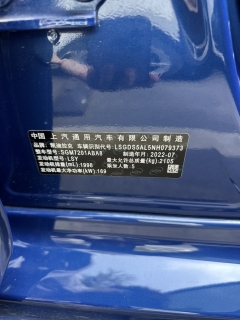 中国 上汽通用汽车有限公司制造
品牌: 凯迪拉克 车辆识别代号: LSGDS5AL5NH079373
整车型号: SGM7201ABA8 制造年月: 2022-07
发动机型号: LSY 最大允许总质量(kg): 2105
发动机排量(mL): 1998 乘坐人数: 5
发动机最大净功率(kW): 169